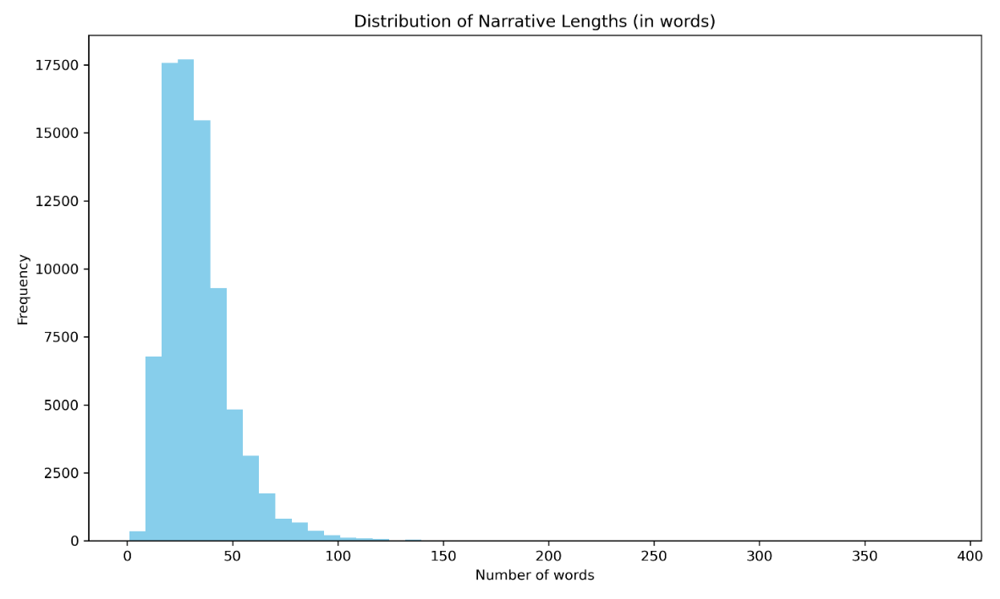 Distribution of Narrative Lengths (in words)
17500
15000
12500
10000
7500
5000
2500
0
Frequency
0 50 100 150 200 250 300 350 400
Number of words